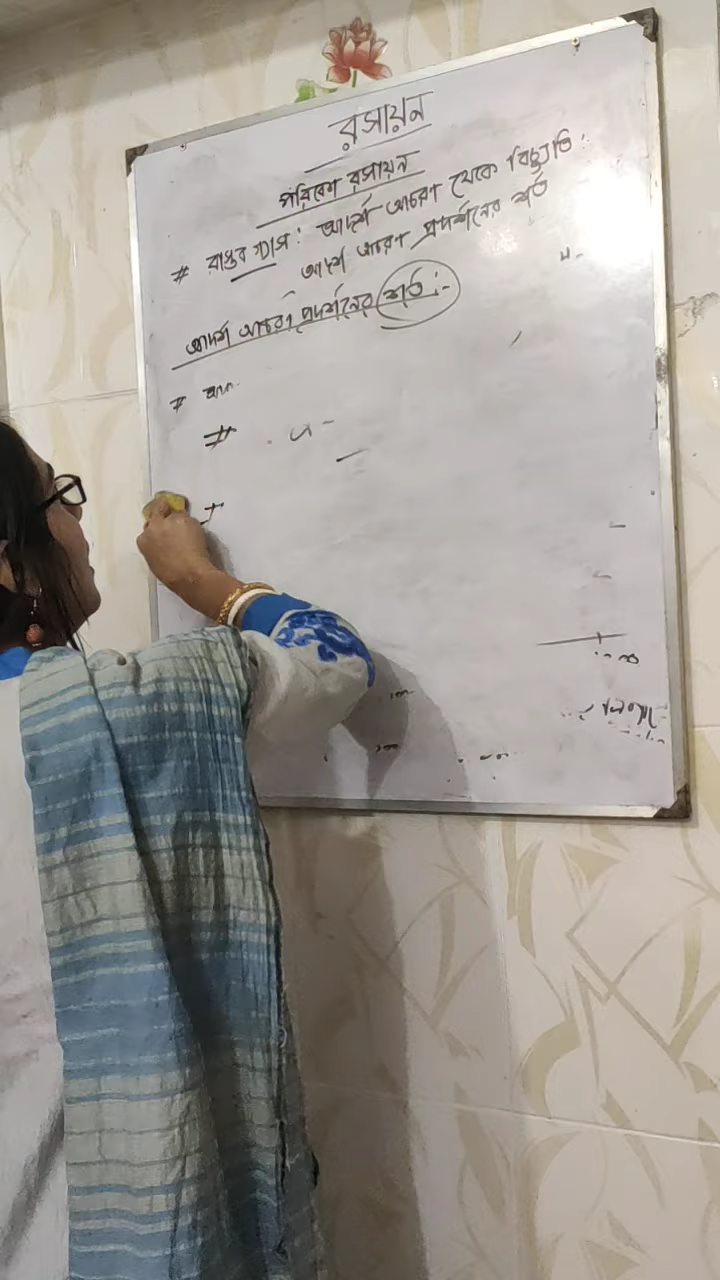 রসায়ন
পরিবেশ রসায়ন
# বাস্তব গ্যাস: আদর্শ আচরণ থেকে বিচ্যুতি:
আদর্শ আচরণ প্রদর্শনের শর্ত
আদর্শ আচরণ প্রদর্শনের শর্ত :-
#
#